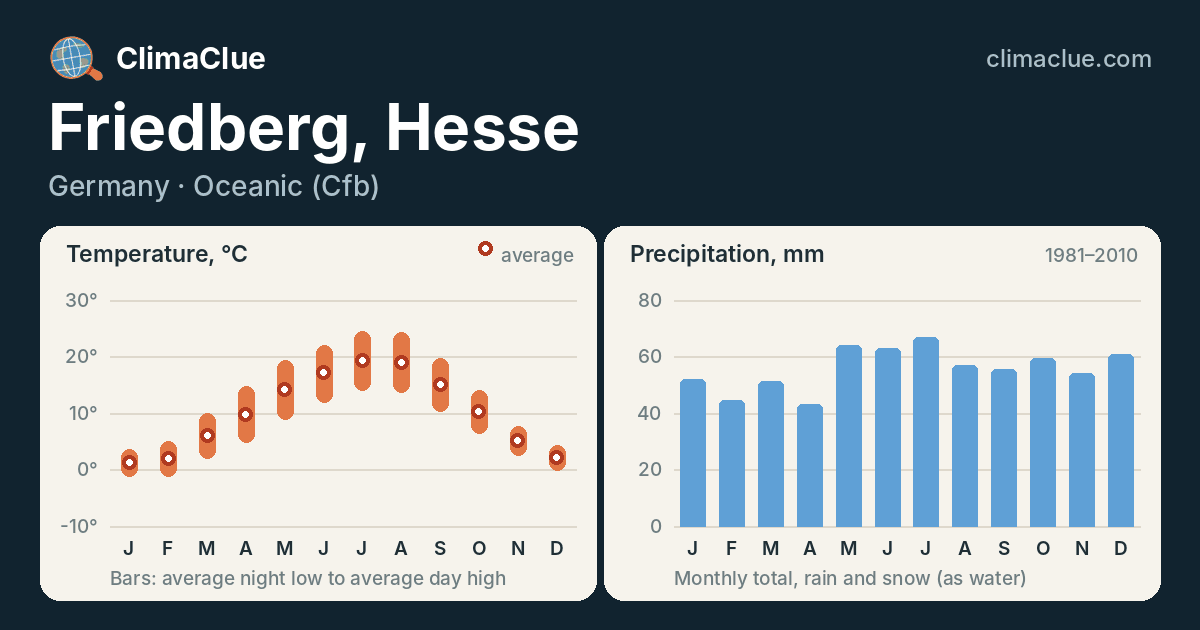 ClimaClue
climaclue.com
Friedberg, Hesse
Germany · Oceanic (Cfb)
Temperature, °C
average
30°
20°
10°
0°
-10°
J F M A M J J A S O N D
Bars: average night low to average day high
Precipitation, mm
1981–2010
80
60
40
20
0
J F M A M J J A S O N D
Monthly total, rain and snow (as water)